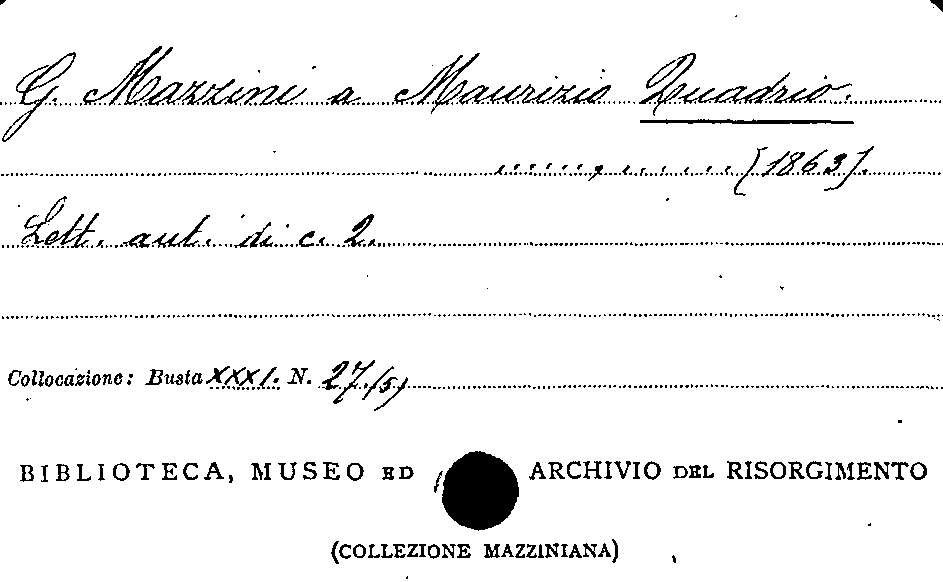 G. Mazzini a Maurizio Quadrio.
......, ...... [1863].
Lett. aut. di c. 2.
Collocazione: Busta XXXI. N. 27./5)
BIBLIOTECA, MUSEO ED ARCHIVIO DEL RISORGIMENTO
(COLLEZIONE MAZZINIANA)